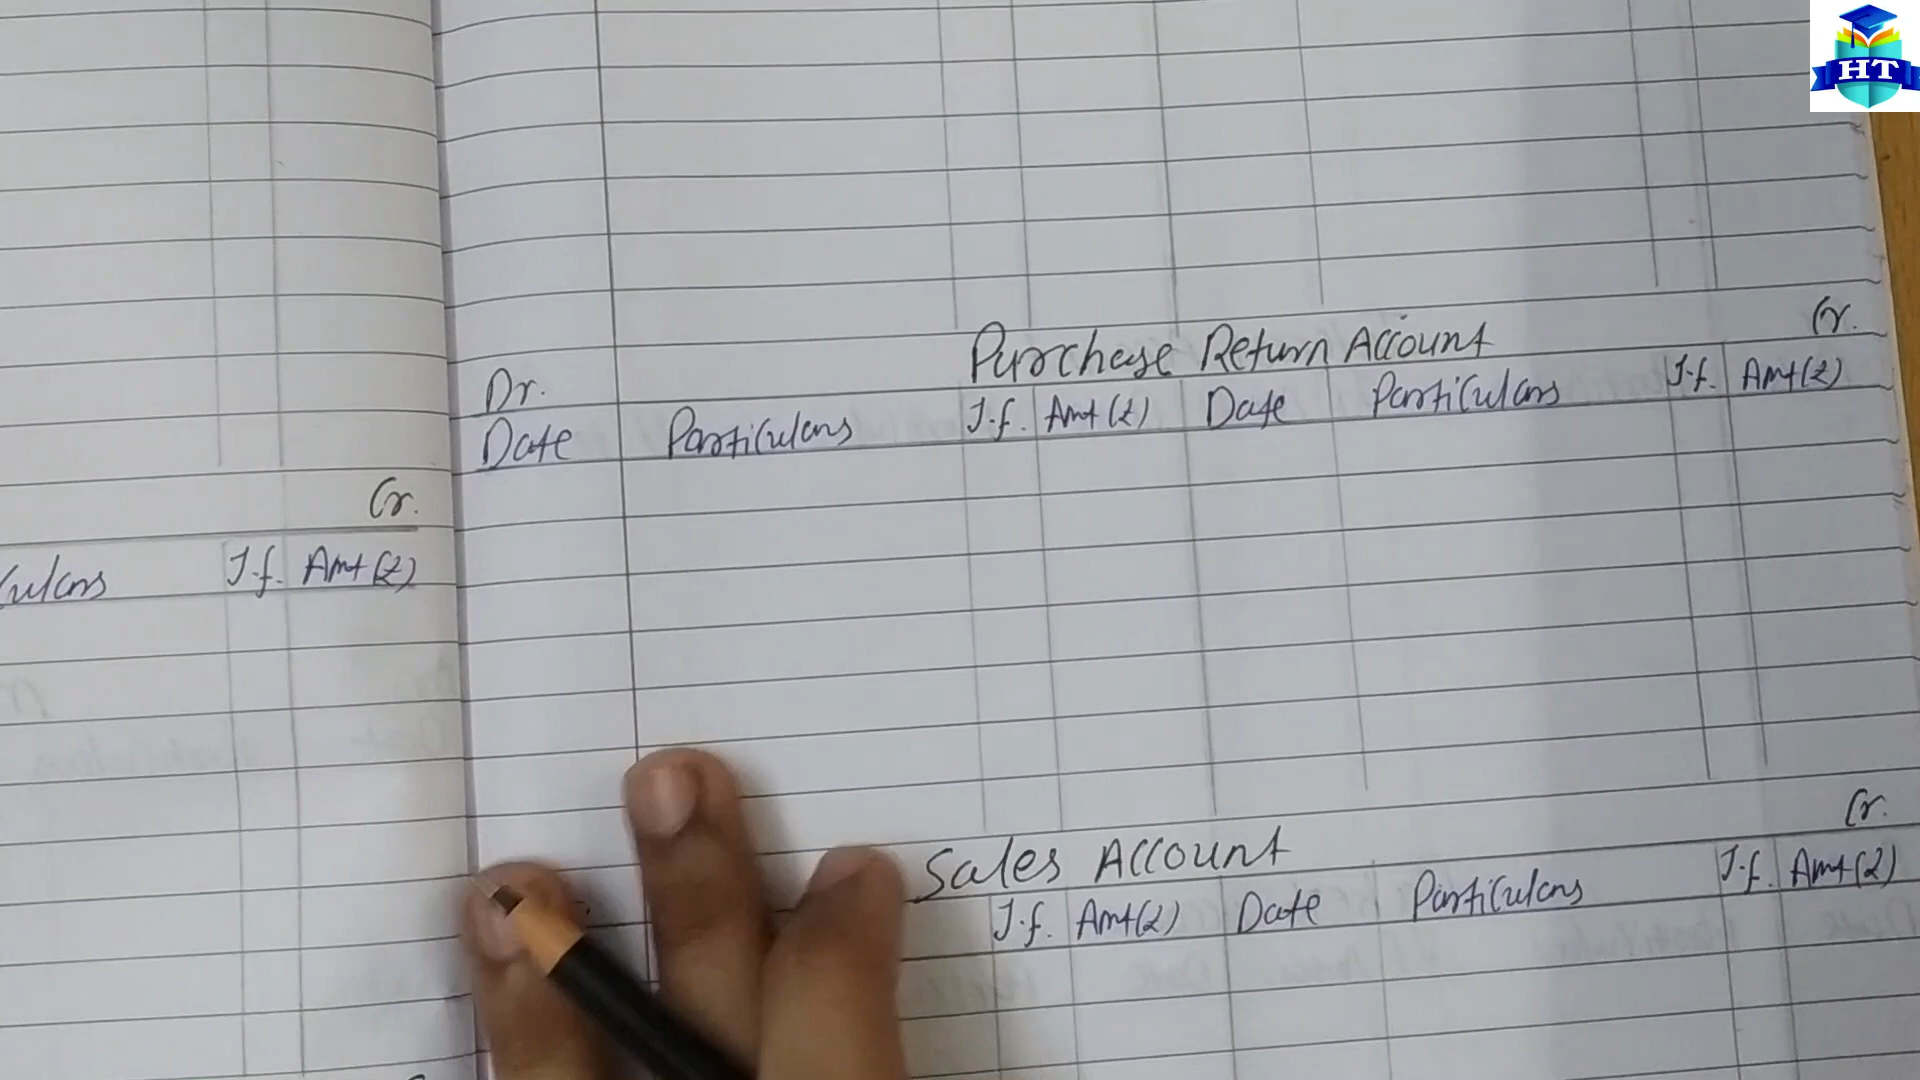 HT
Purchase Return Account
Dr. Cr.
Date Particulars J.f. Amt(₹) Date Particulars J.f. Amt(₹)
Cr.
culars J.f. Amt(₹)
Sales Account
Cr.
J.f. Amt(₹) Date Particulars J.f. Amt(₹)